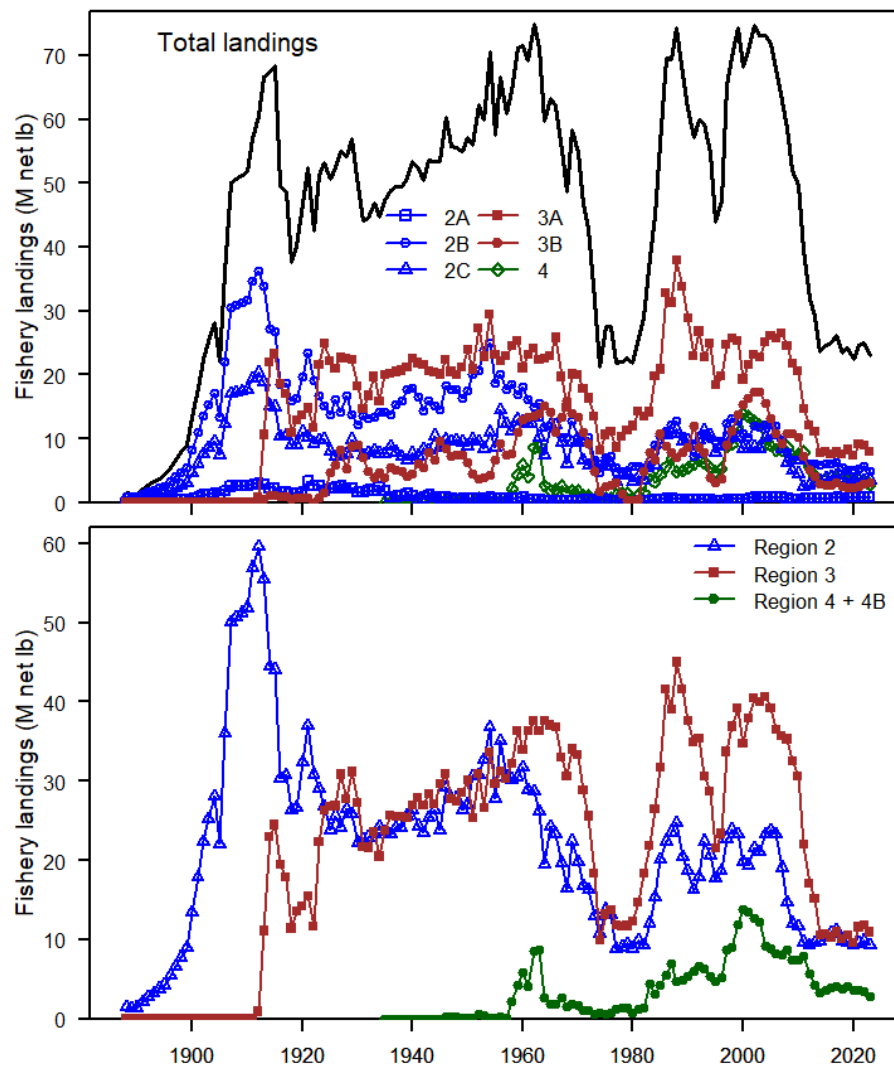 Total landings
Fishery landings (M net lb)
70
60
50
40
30
20
10
0
2A 3A
2B 3B
2C 4
Fishery landings (M net lb)
60
50
40
30
20
10
0
Region 2
Region 3
Region 4 + 4B
1900 1920 1940 1960 1980 2000 2020